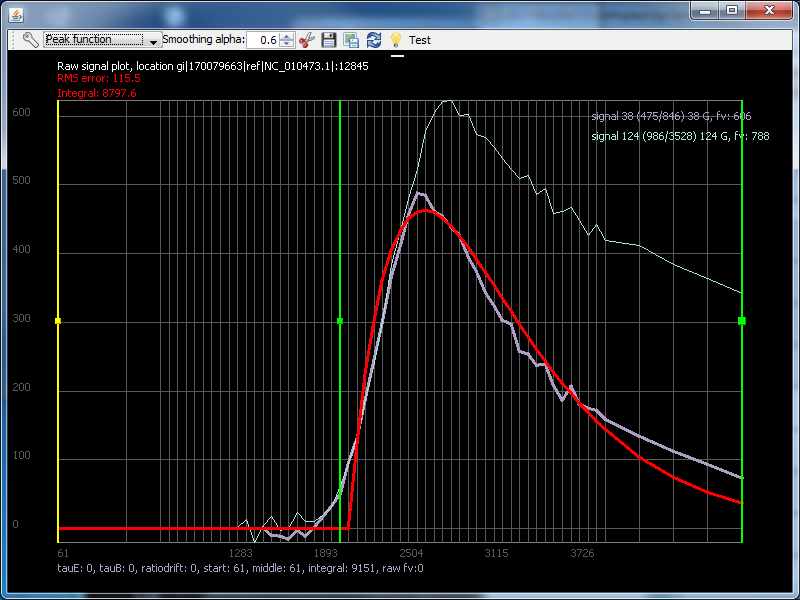 Peak function Smoothing alpha: 0.6 Test
Raw signal plot, location gi|170079663|ref|NC_010473.1|:12845
RMS error: 115.5
Integral: 8797.6
signal 38 (475/846) 38 G, fv: 606
signal 124 (986/3528) 124 G, fv: 788
600
500
400
300
200
100
0
61 1283 1893 2504 3115 3726
tauE: 0, tauB: 0, ratiodrift: 0, start: 61, middle: 61, integral: 9151, raw fv:0